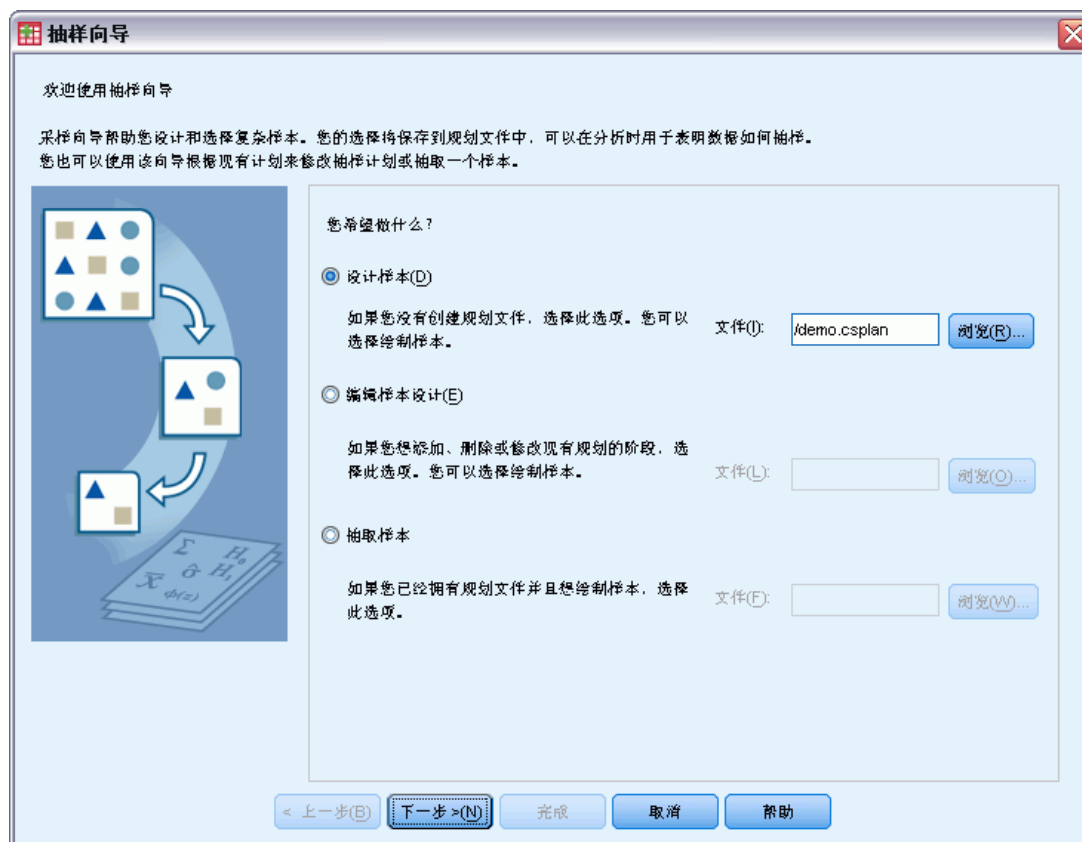 抽样向导
欢迎使用抽样向导
采样向导帮助您设计和选择复杂样本。您的选择将保存到规划文件中，可以在分析时用于表明数据如何抽样。
您也可以使用该向导根据现有计划来修改抽样计划或抽取一个样本。
您希望做什么？
设计样本(D)
如果您没有创建规划文件，选择此选项。您可以
选择绘制样本。
文件(I): /demo.csplan 浏览(R)...
编辑样本设计(E)
如果您想添加、删除或修改现有规划的阶段，选
择此选项。您可以选择绘制样本。
文件(L): 浏览(O)...
抽取样本
如果您已经拥有规划文件并且想绘制样本，选择
此选项。
文件(F): 浏览(W)...
Σ H₀
X̅ σ̂ H₁
ϕ(z)
< 上一步(B) 下一步 >(N) 完成 取消 帮助